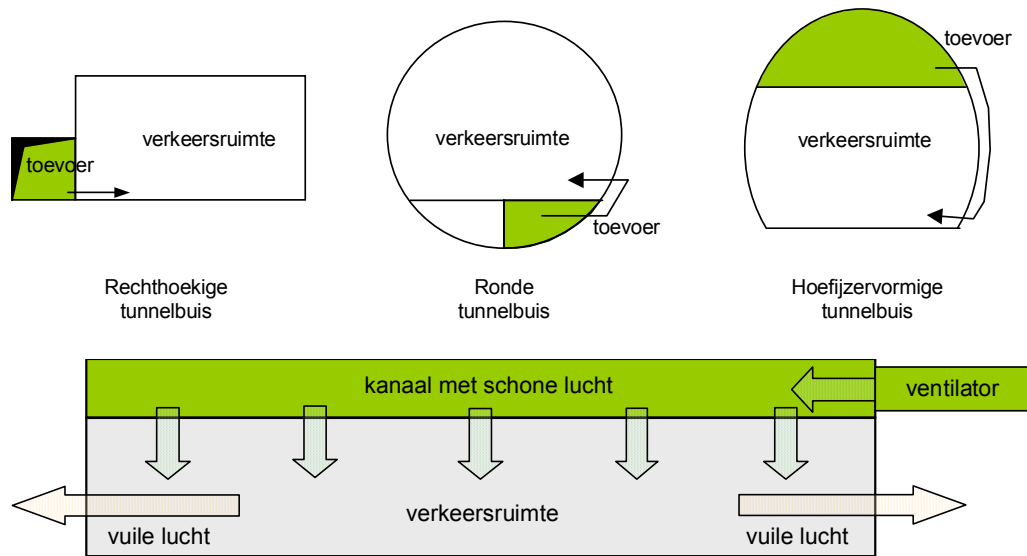 toevoer
verkeersruimte
toevoer
verkeersruimte
toevoer
verkeersruimte
Rechthoekige
tunnelbuis
Ronde
tunnelbuis
Hoefijzervormige
tunnelbuis
kanaal met schone lucht
ventilator
vuile lucht
verkeersruimte
vuile lucht